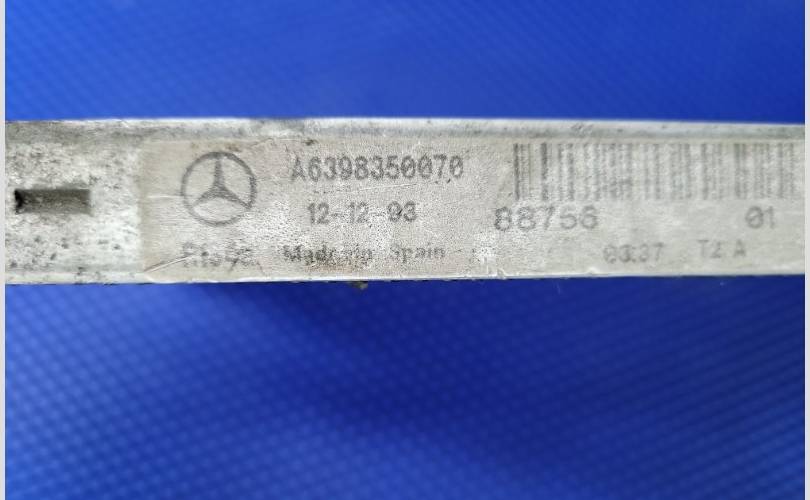 A6398350070
12-12-03
Made in Spain
88756 01
03:37 T2 A